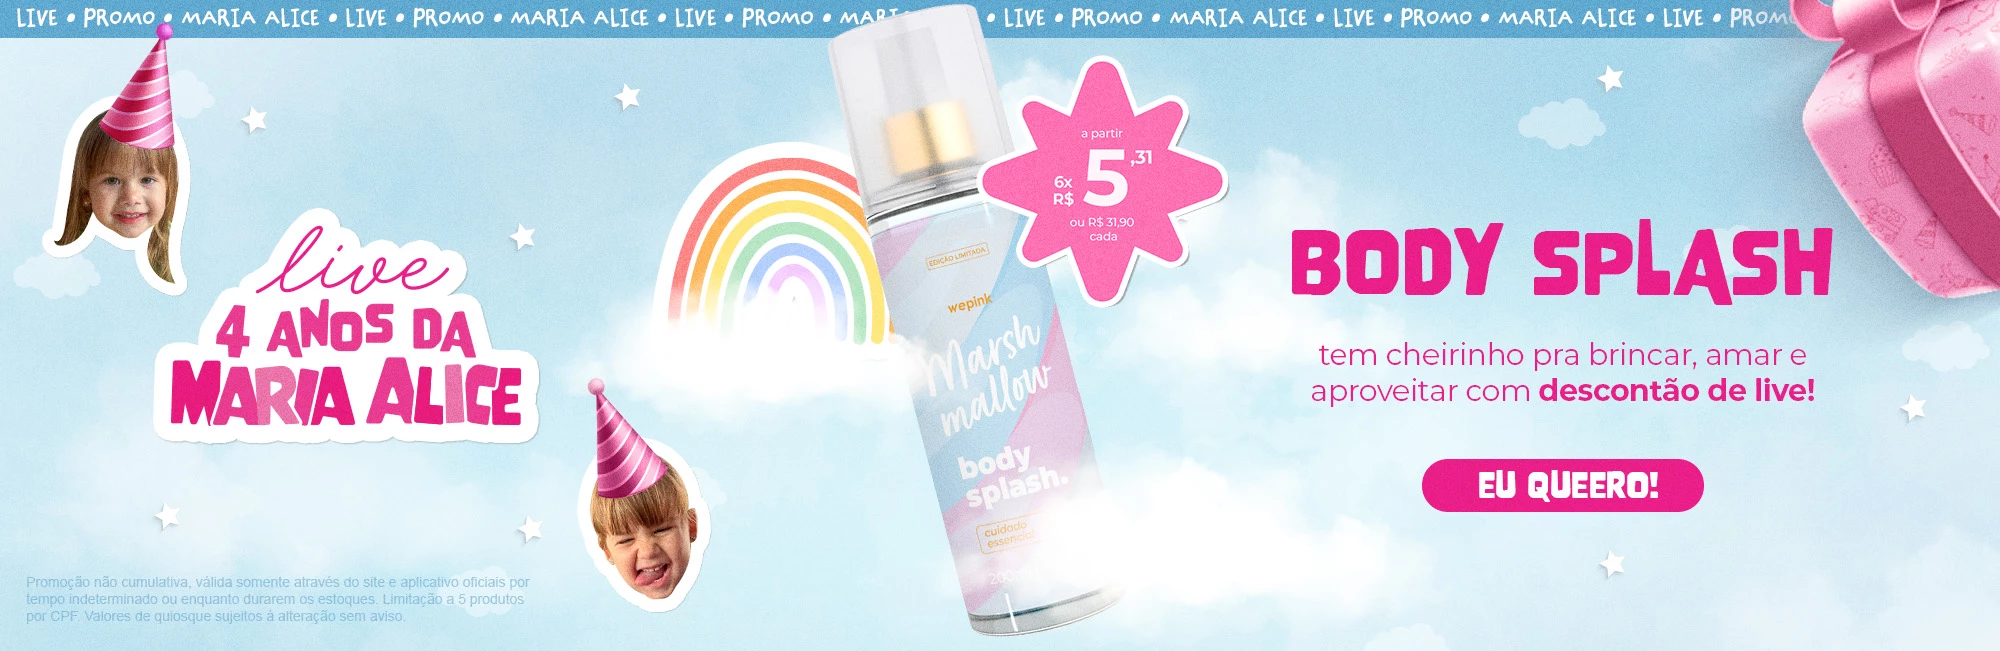 LIVE • PROMO • MARIA ALICE • LIVE • PROMO • MARIA ALICE • LIVE • PROMO • • LIVE • PROMO • MARIA ALICE • LIVE • PROMO • MARIA ALICE • LIVE •
a partir
6x
R$ 5,31
ou R$ 31,90
cada
live
4 ANOS DA
MARIA ALICE
EDIÇÃO LIMITADA
wepink
Marsh
mallow
body
splash.
cuidado
essencial
BODY SPLASH
tem cheirinho pra brincar, amar e
aproveitar com descontão de live!
EU QUEERO!
Promoção não cumulativa, válida somente através do site e aplicativo oficiais por
tempo indeterminado ou enquanto durarem os estoques. Limitação a 5 produtos
por CPF. Valores de quiosque sujeitos à alteração sem aviso.